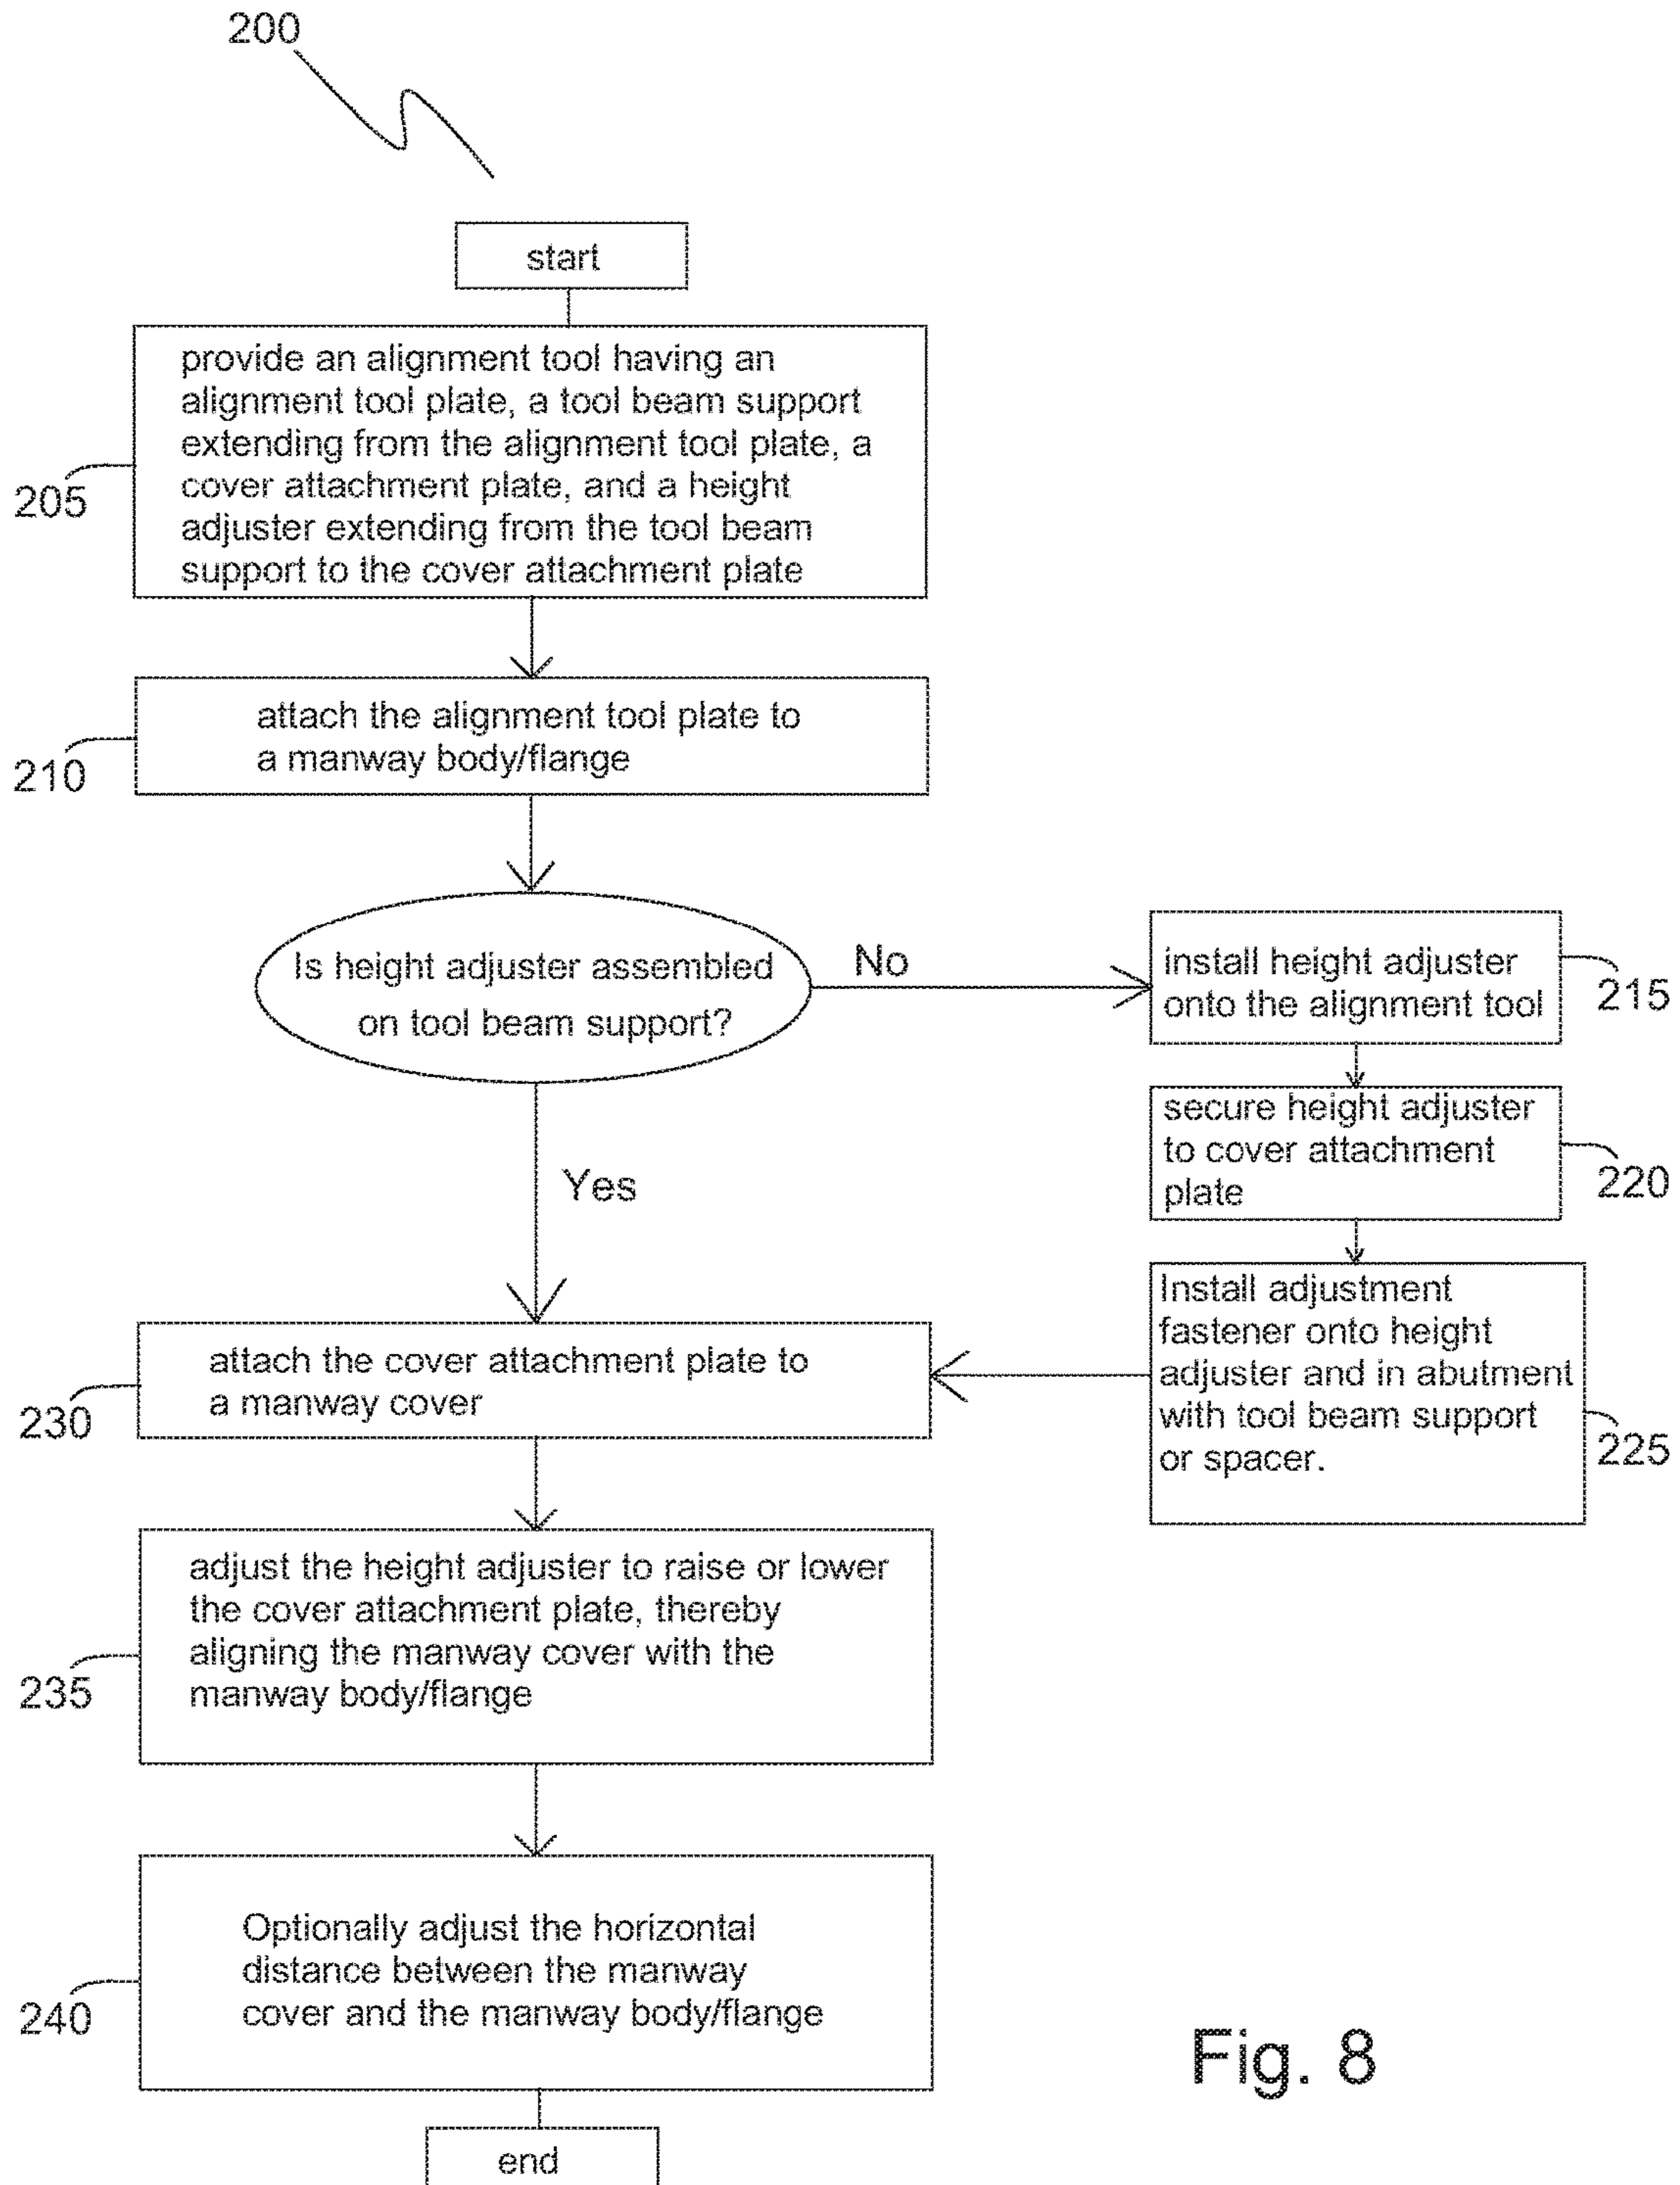 200
start
provide an alignment tool having an
alignment tool plate, a tool beam support
extending from the alignment tool plate, a
cover attachment plate, and a height
adjuster extending from the tool beam
support to the cover attachment plate
205
attach the alignment tool plate to
a manway body/flange
210
Is height adjuster assembled
on tool beam support?
No
install height adjuster
onto the alignment tool
215
secure height adjuster
to cover attachment
plate
220
Install adjustment
fastener onto height
adjuster and in abutment
with tool beam support
or spacer.
225
Yes
attach the cover attachment plate to
a manway cover
230
adjust the height adjuster to raise or lower
the cover attachment plate, thereby
aligning the manway cover with the
manway body/flange
235
Optionally adjust the horizontal
distance between the manway
cover and the manway body/flange
240
end
Fig. 8